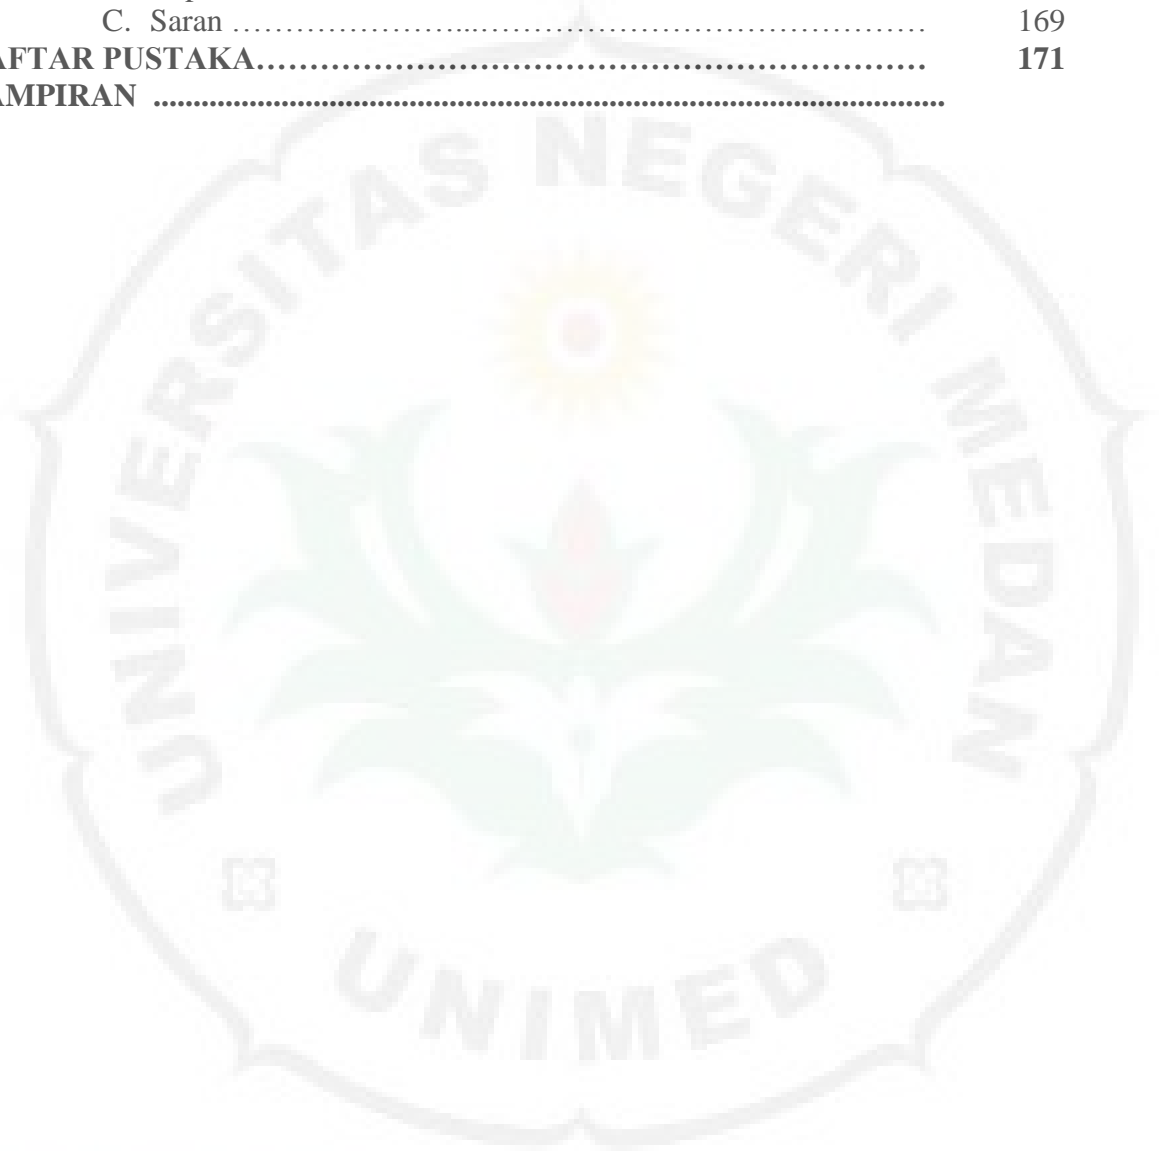 C. Saran …………………...…………………………………………… 169
AFTAR PUSTAKA………………………………………………………… 171
AMPIRAN ...................................................................................................
UNIVERSITAS NEGERI MEDAN
UNIMED